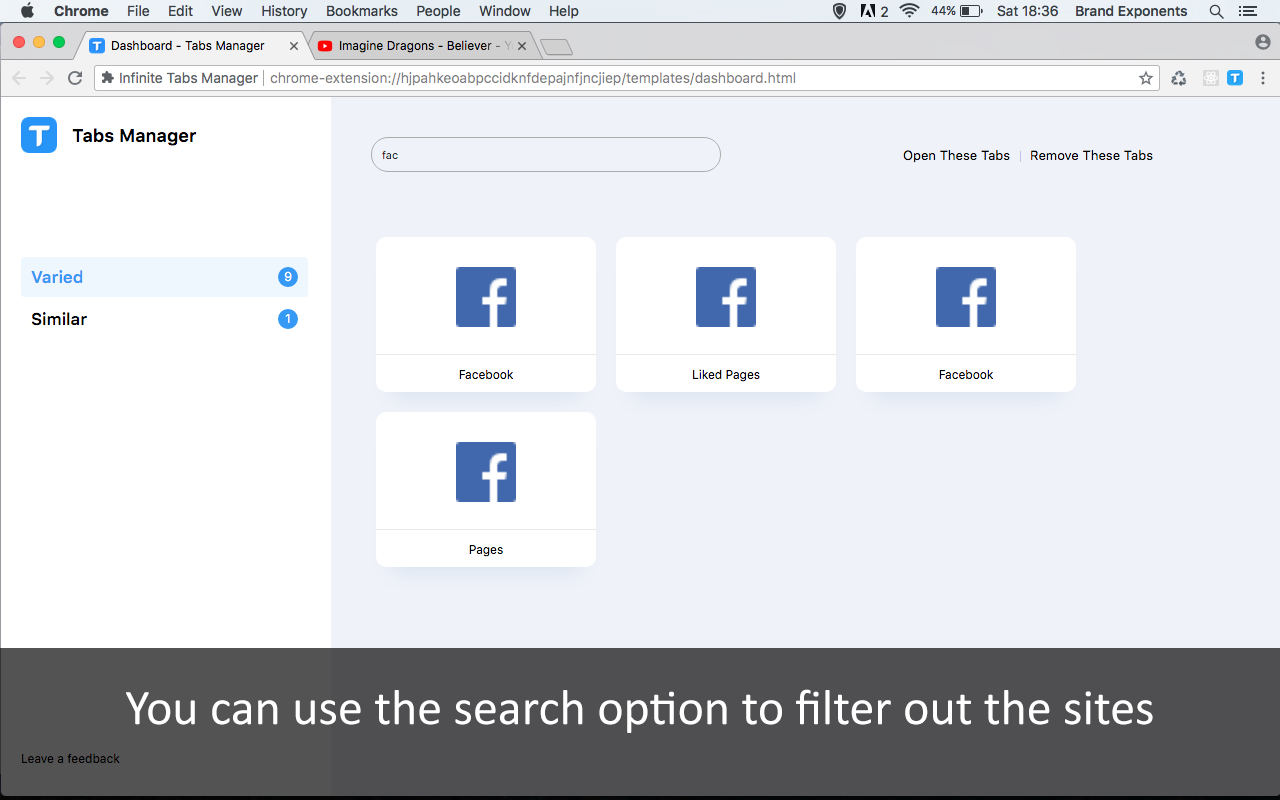 Chrome File Edit View History Bookmarks People Window Help 2 44% Sat 18:36 Brand Exponents
Dashboard - Tabs Manager Imagine Dragons - Believer -
Infinite Tabs Manager chrome-extension://hjpahkeoabpccidknfdepajnfjncjiep/templates/dashboard.html
Tabs Manager
fac
Open These Tabs | Remove These Tabs
Varied 9
Similar 1
Facebook
Liked Pages
Facebook
Pages
You can use the search option to filter out the sites
Leave a feedback